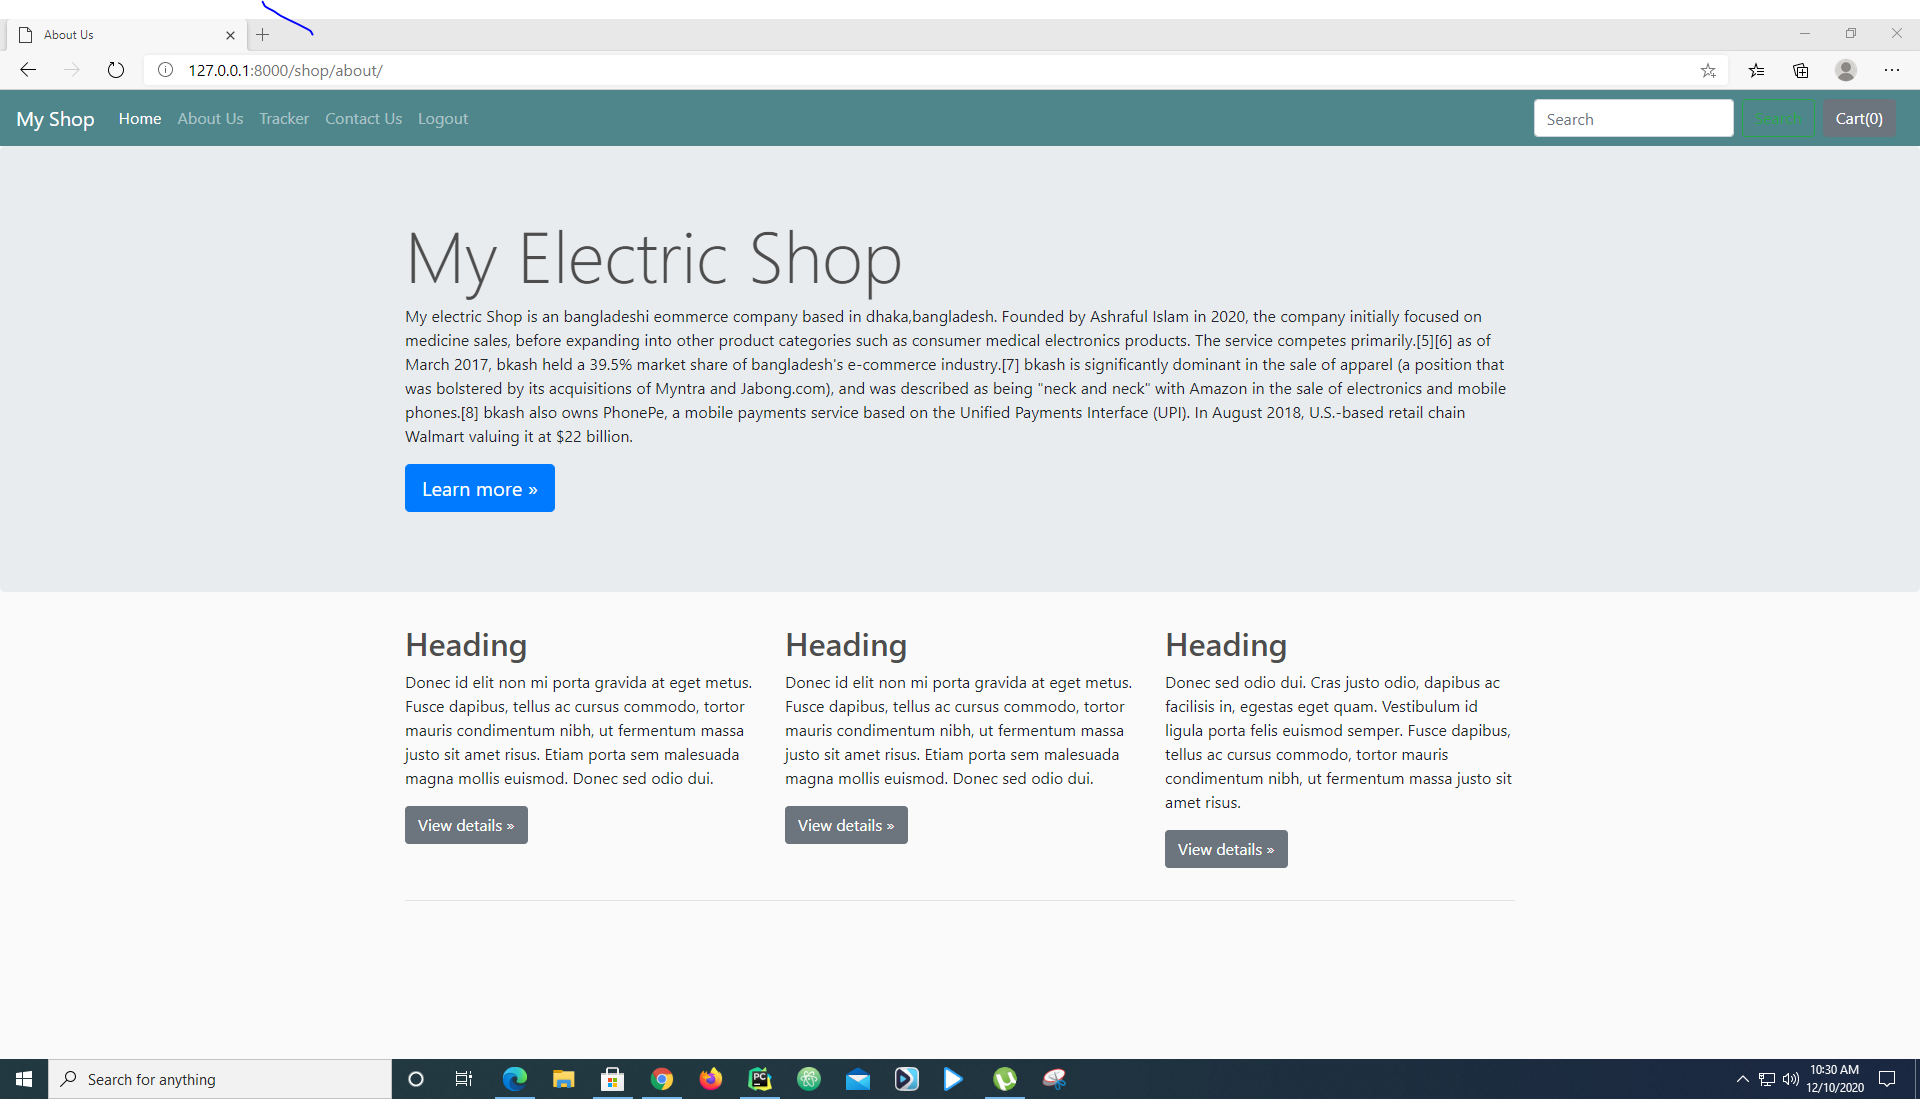 About Us
127.0.0.1:8000/shop/about/
My Shop Home About Us Tracker Contact Us Logout Search Search Cart(0)
My Electric Shop
My electric Shop is an bangladeshi eommerce company based in dhaka,bangladesh. Founded by Ashraful Islam in 2020, the company initially focused on
medicine sales, before expanding into other product categories such as consumer medical electronics products. The service competes primarily.[5][6] as of
March 2017, bkash held a 39.5% market share of bangladesh's e-commerce industry.[7] bkash is significantly dominant in the sale of apparel (a position that
was bolstered by its acquisitions of Myntra and Jabong.com), and was described as being "neck and neck" with Amazon in the sale of electronics and mobile
phones.[8] bkash also owns PhonePe, a mobile payments service based on the Unified Payments Interface (UPI). In August 2018, U.S.-based retail chain
Walmart valuing it at $22 billion.
Learn more »
Heading
Donec id elit non mi porta gravida at eget metus.
Fusce dapibus, tellus ac cursus commodo, tortor
mauris condimentum nibh, ut fermentum massa
justo sit amet risus. Etiam porta sem malesuada
magna mollis euismod. Donec sed odio dui.
View details »
Heading
Donec id elit non mi porta gravida at eget metus.
Fusce dapibus, tellus ac cursus commodo, tortor
mauris condimentum nibh, ut fermentum massa
justo sit amet risus. Etiam porta sem malesuada
magna mollis euismod. Donec sed odio dui.
View details »
Heading
Donec sed odio dui. Cras justo odio, dapibus ac
facilisis in, egestas eget quam. Vestibulum id
ligula porta felis euismod semper. Fusce dapibus,
tellus ac cursus commodo, tortor mauris
condimentum nibh, ut fermentum massa justo sit
amet risus.
View details »
Search for anything
PC
10:30 AM
12/10/2020